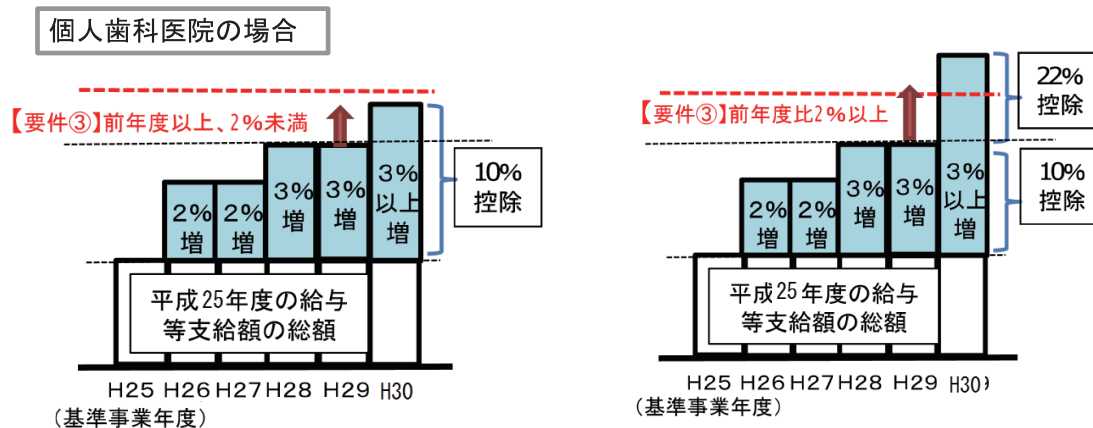 個人歯科医院の場合
【要件③】前年度以上、2%未満
2%
増
2%
増
3%
増
3%
増
3%
以上
増
10%
控除
平成25年度の給与
等支給額の総額
H25 H26 H27 H28 H29 H30
(基準事業年度)
【要件③】前年度比2%以上
2%
増
2%
増
3%
増
3%
増
3%
以上
増
22%
控除
10%
控除
平成25年度の給与
等支給額の総額
H25 H26 H27 H28 H29 H30
(基準事業年度)